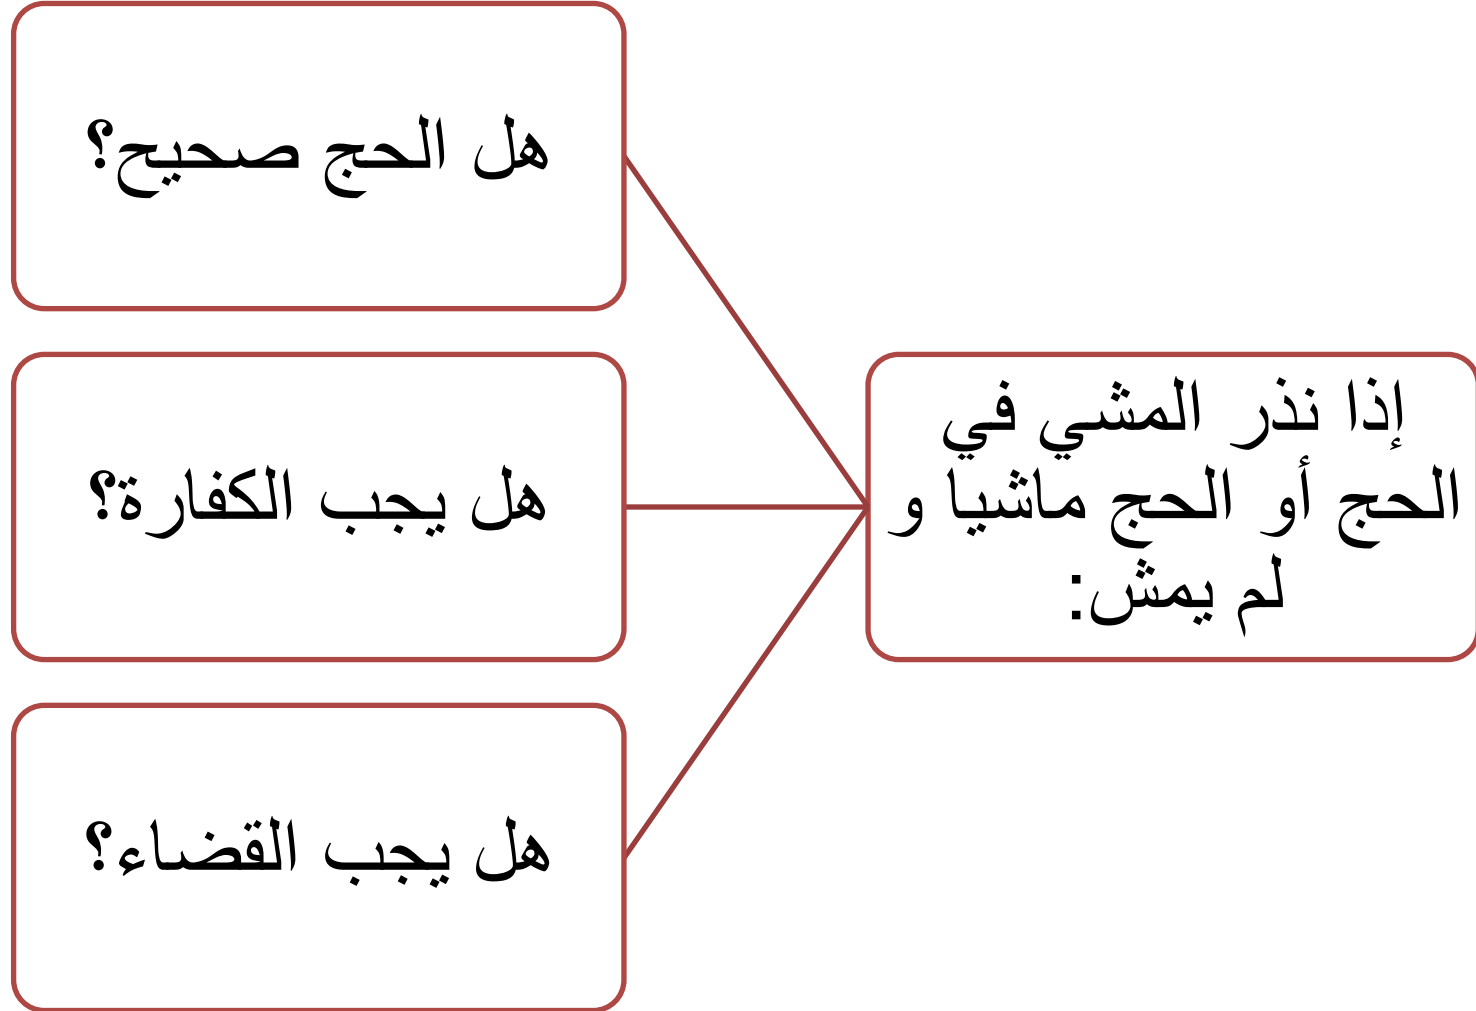 إذا نذر المشي في
الحج أو الحج ماشيا و
لم يمش:
هل الحج صحيح؟
هل يجب الكفارة؟
هل يجب القضاء؟